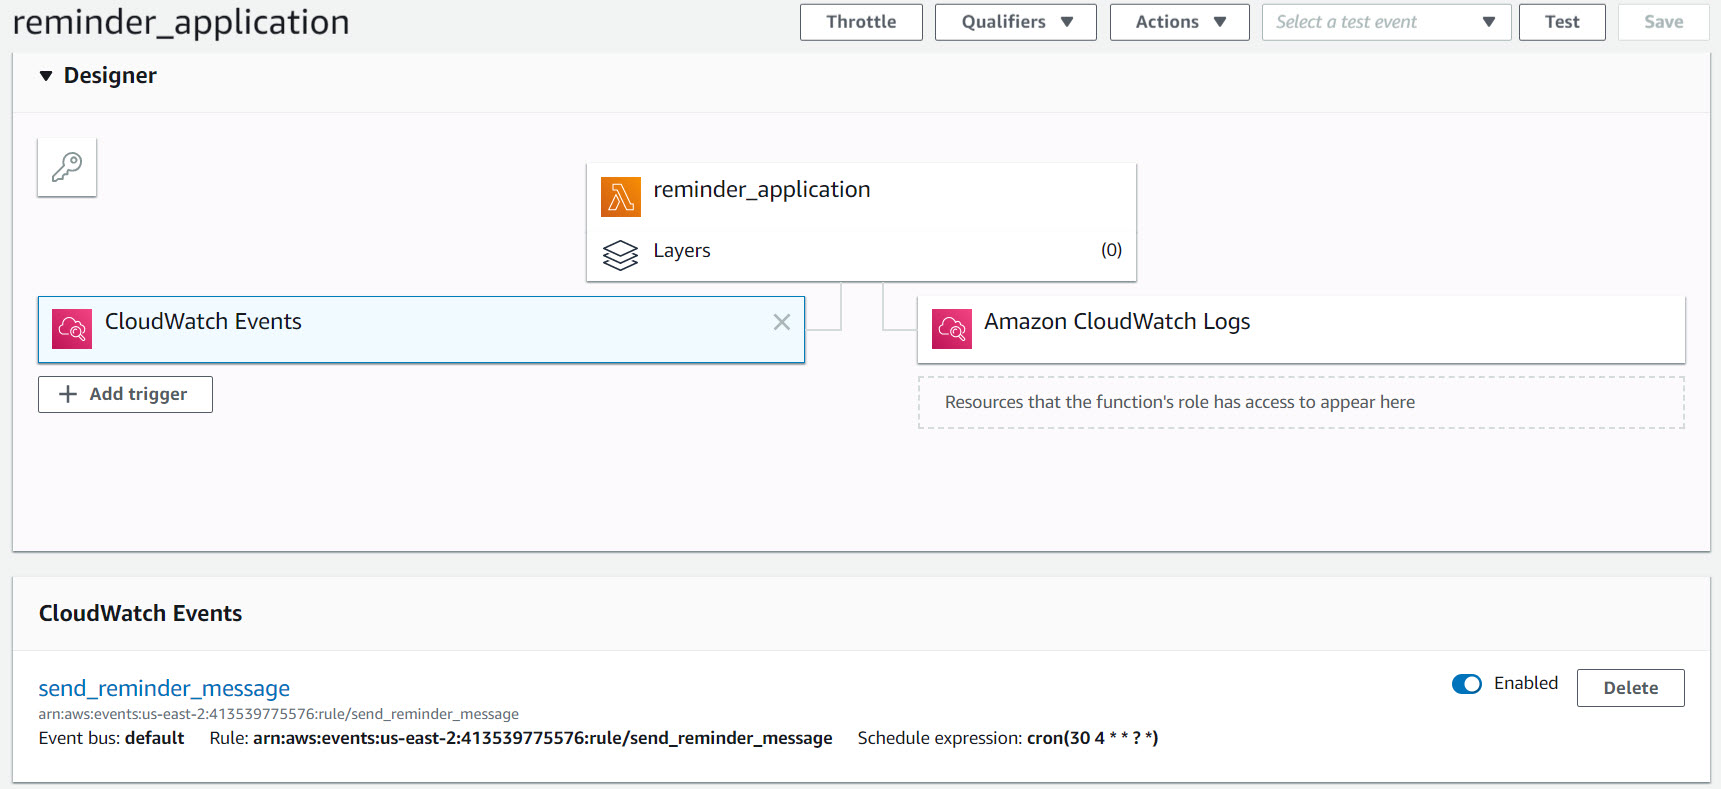 reminder_application
Throttle
Qualifiers
Actions
Select a test event
Test
Save
Designer
reminder_application
Layers
(0)
CloudWatch Events
Amazon CloudWatch Logs
Add trigger
Resources that the function's role has access to appear here
CloudWatch Events
send_reminder_message
Enabled
Delete
arn:aws:events:us-east-2:413539775576:rule/send_reminder_message
Event bus: default Rule: arn:aws:events:us-east-2:413539775576:rule/send_reminder_message Schedule expression: cron(30 4 * * ? *)